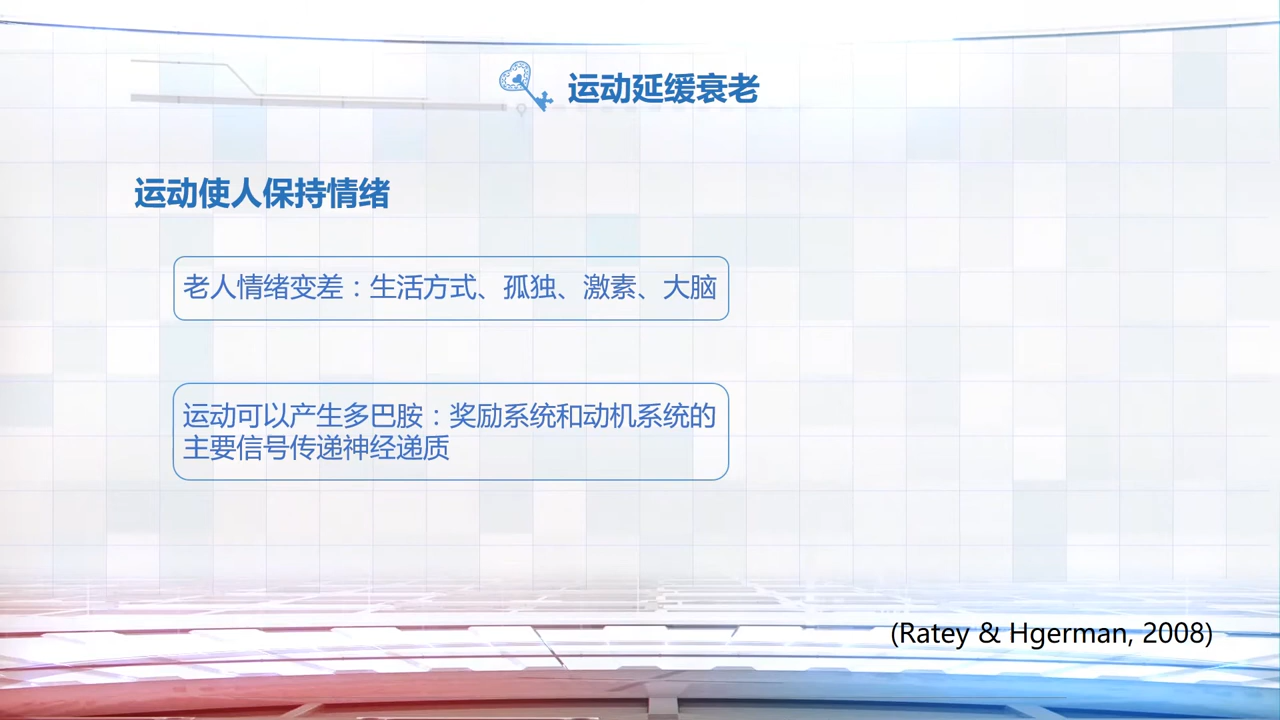 运动延缓衰老
运动使人保持情绪
老人情绪变差：生活方式、孤独、激素、大脑
运动可以产生多巴胺：奖励系统和动机系统的
主要信号传递神经递质
(Ratey & Hgerman, 2008)